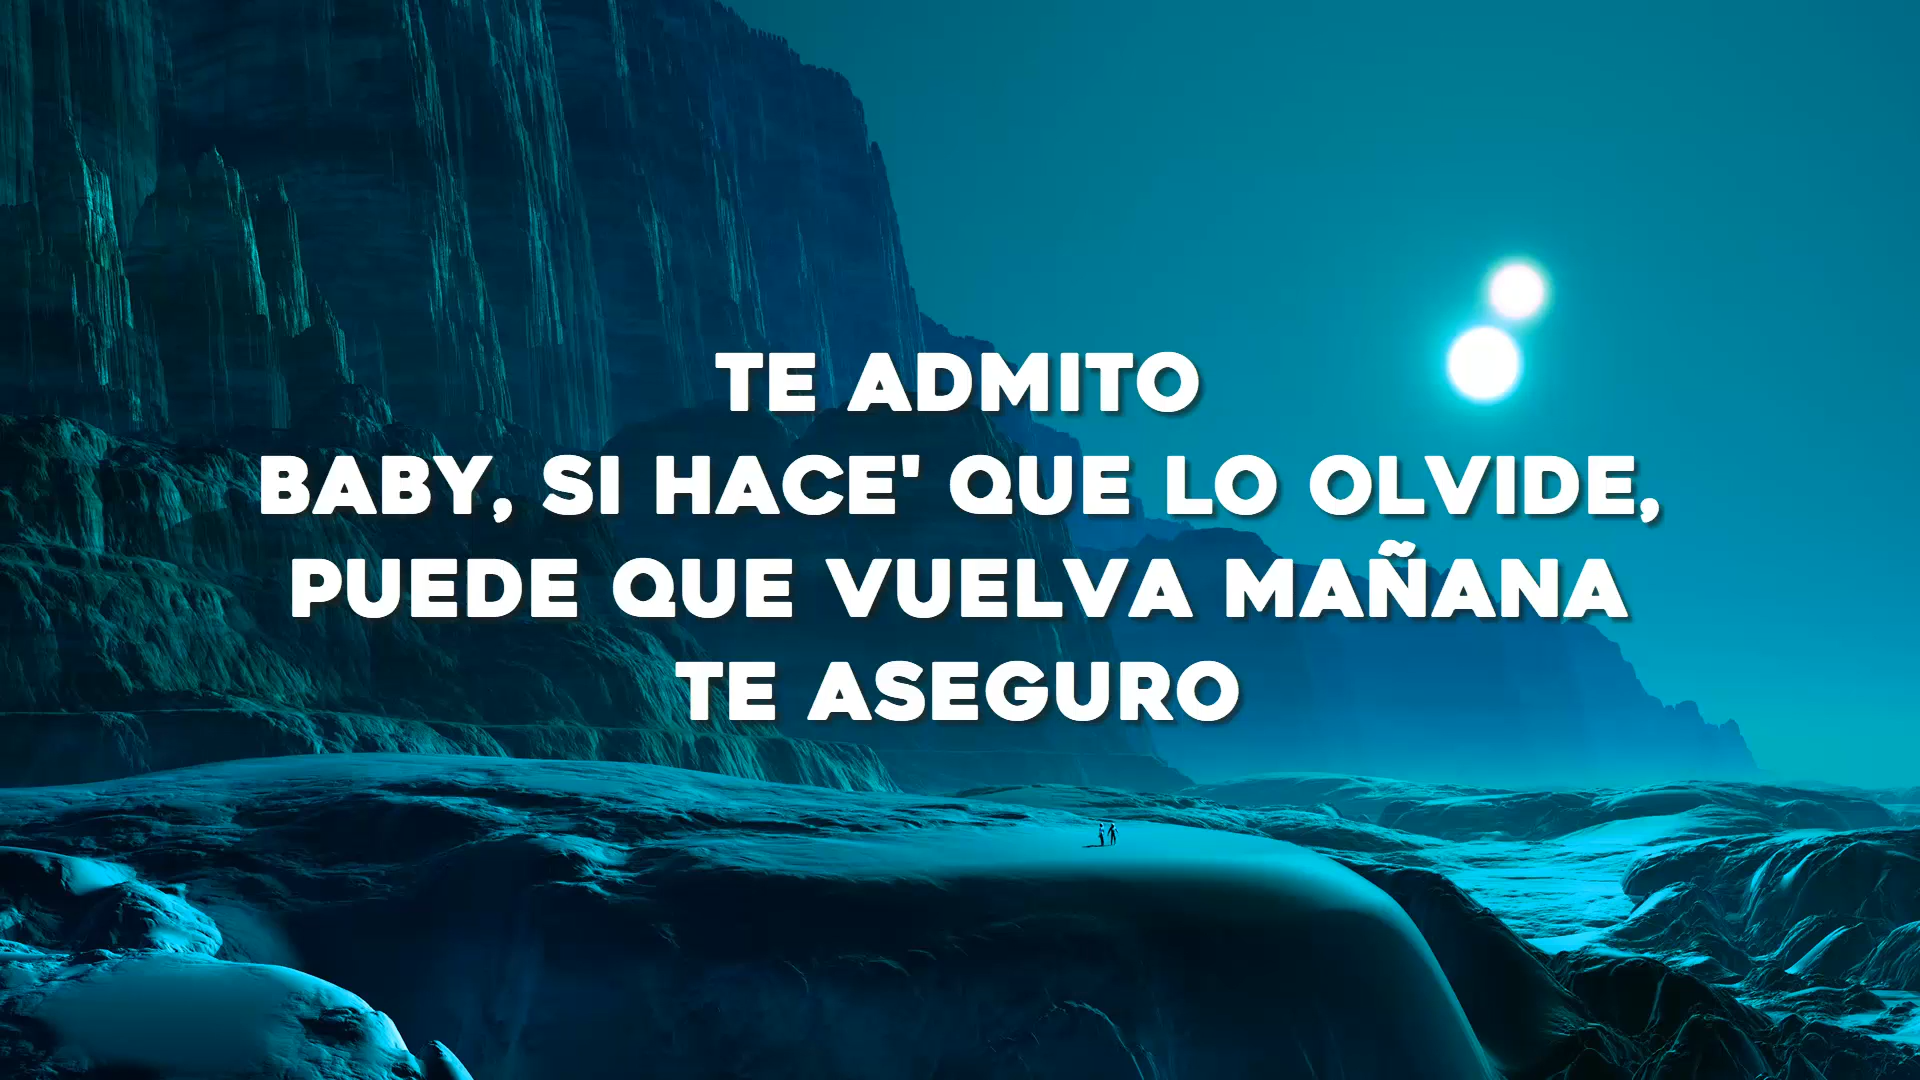 TE ADMITO
BABY, SI HACE' QUE LO OLVIDE,
PUEDE QUE VUELVA MAÑANA
TE ASEGURO